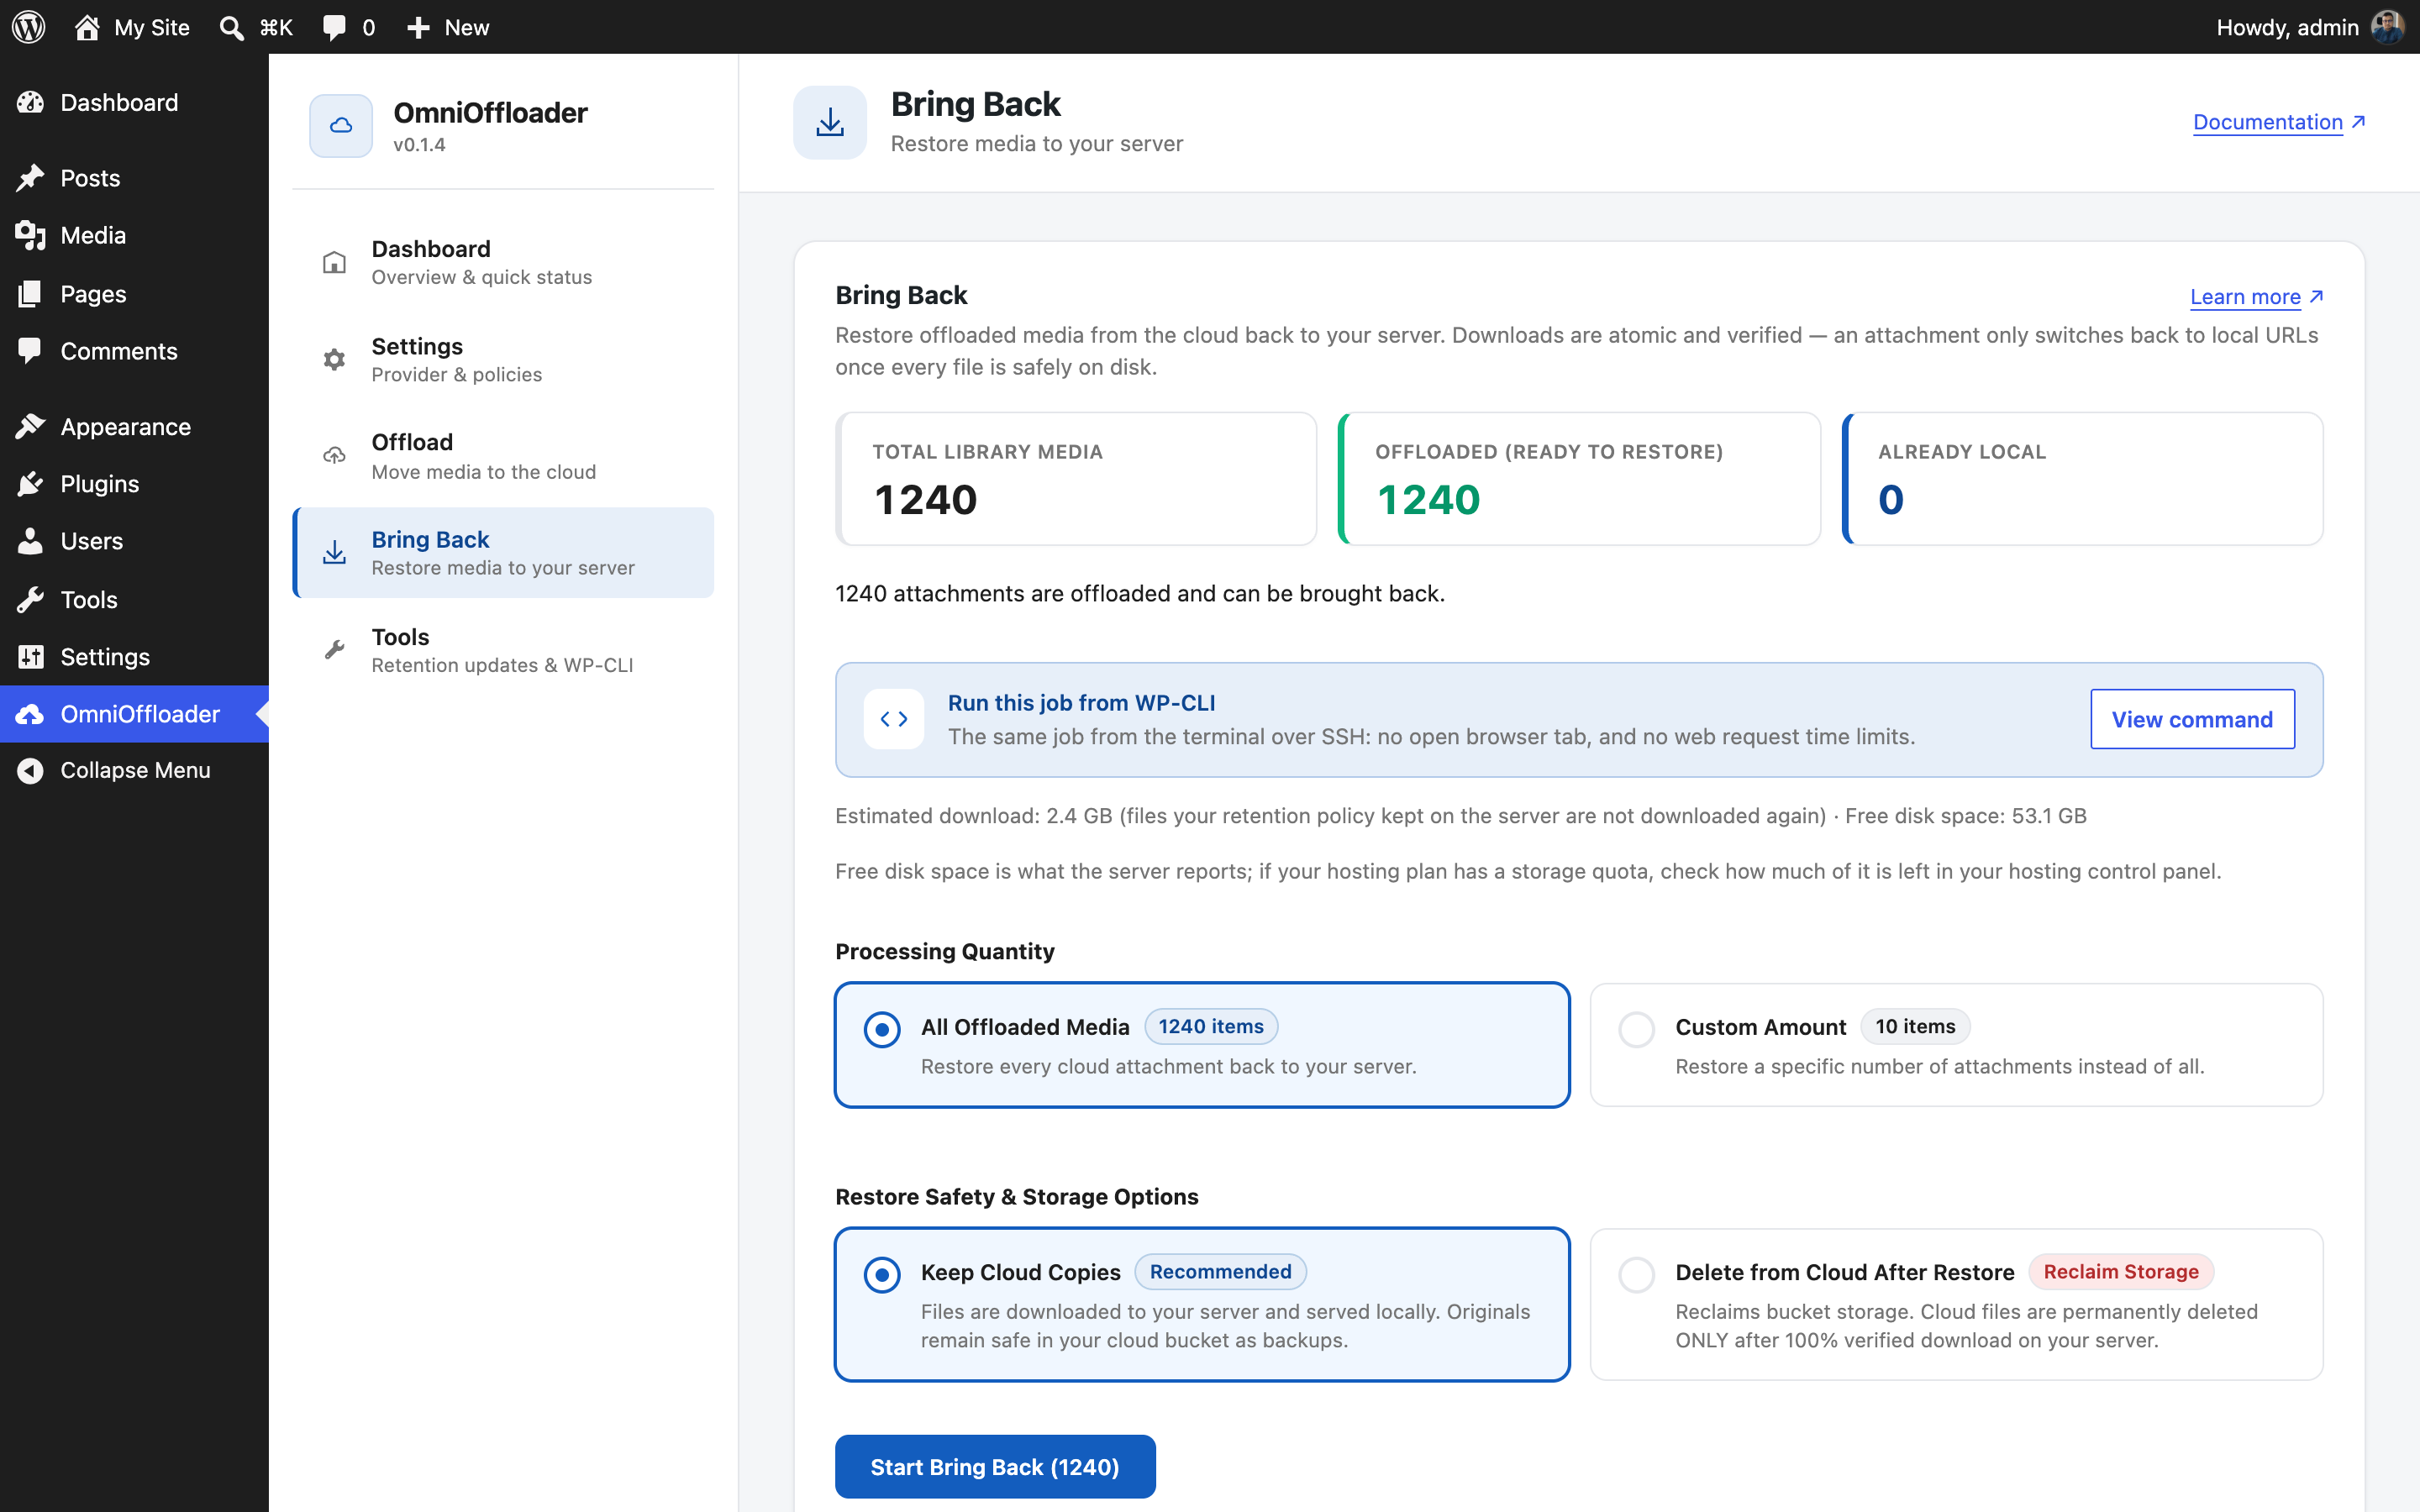 My Site
⌘K
0
New
Howdy, admin
Dashboard
Posts
Media
Pages
Comments
Appearance
Plugins
Users
Tools
Settings
OmniOffloader
Collapse Menu
OmniOffloader
v0.1.4
Dashboard
Overview & quick status
Settings
Provider & policies
Offload
Move media to the cloud
Bring Back
Restore media to your server
Tools
Retention updates & WP-CLI
Bring Back
Restore media to your server
Documentation ↗
Bring Back
Learn more ↗
Restore offloaded media from the cloud back to your server. Downloads are atomic and verified — an attachment only switches back to local URLs
once every file is safely on disk.
TOTAL LIBRARY MEDIA
1240
OFFLOADED (READY TO RESTORE)
1240
ALREADY LOCAL
0
1240 attachments are offloaded and can be brought back.
Run this job from WP-CLI
The same job from the terminal over SSH: no open browser tab, and no web request time limits.
View command
Estimated download: 2.4 GB (files your retention policy kept on the server are not downloaded again) · Free disk space: 53.1 GB
Free disk space is what the server reports; if your hosting plan has a storage quota, check how much of it is left in your hosting control panel.
Processing Quantity
All Offloaded Media 1240 items
Restore every cloud attachment back to your server.
Custom Amount 10 items
Restore a specific number of attachments instead of all.
Restore Safety & Storage Options
Keep Cloud Copies Recommended
Files are downloaded to your server and served locally. Originals
remain safe in your cloud bucket as backups.
Delete from Cloud After Restore Reclaim Storage
Reclaims bucket storage. Cloud files are permanently deleted
ONLY after 100% verified download on your server.
Start Bring Back (1240)